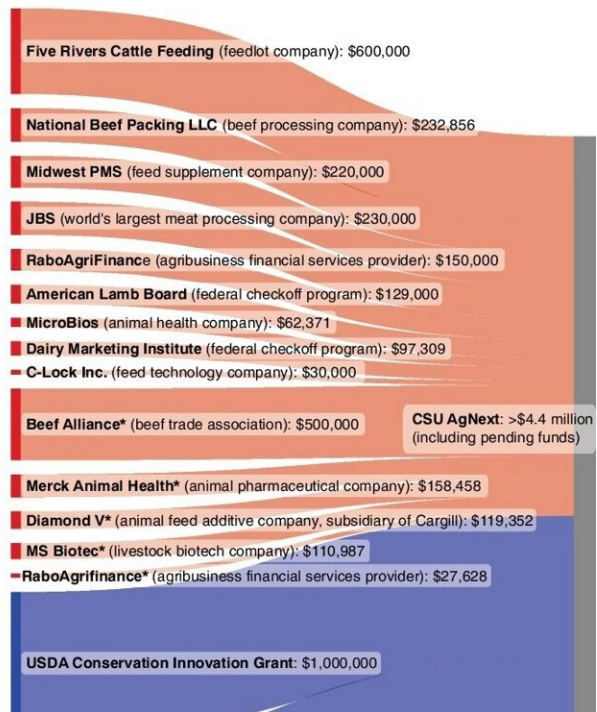 Five Rivers Cattle Feeding (feedlot company): $600,000
National Beef Packing LLC (beef processing company): $232,856
Midwest PMS (feed supplement company): $220,000
JBS (world's largest meat processing company): $230,000
RaboAgriFinance (agribusiness financial services provider): $150,000
American Lamb Board (federal checkoff program): $129,000
MicroBios (animal health company): $62,371
Dairy Marketing Institute (federal checkoff program): $97,309
C-Lock Inc. (feed technology company): $30,000
Beef Alliance* (beef trade association): $500,000
CSU AgNext: >$4.4 million
(including pending funds)
Merck Animal Health* (animal pharmaceutical company): $158,458
Diamond V* (animal feed additive company, subsidiary of Cargill): $119,352
MS Biotec* (livestock biotech company): $110,987
RaboAgrifinance* (agribusiness financial services provider): $27,628
USDA Conservation Innovation Grant: $1,000,000